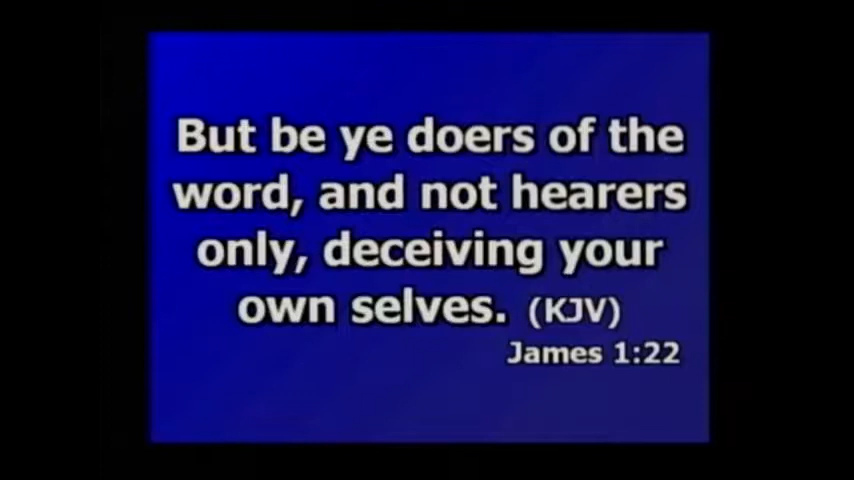 But be ye doers of the
word, and not hearers
only, deceiving your
own selves. (KJV)
James 1:22